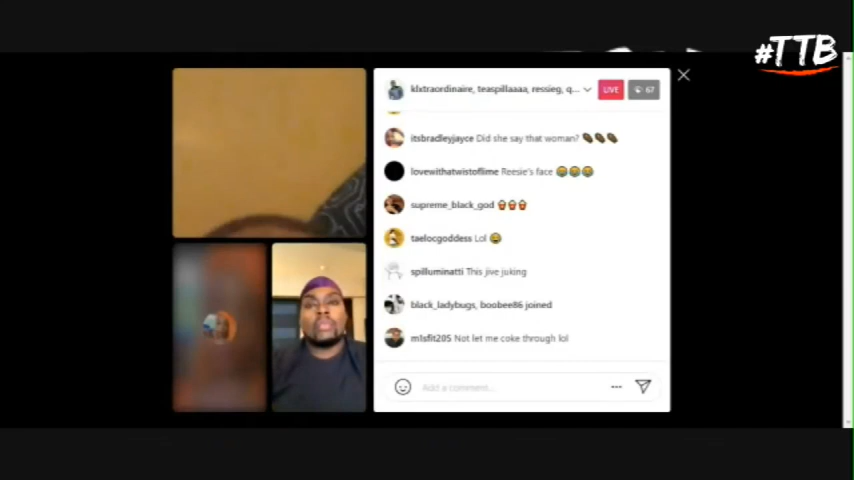 #TTB
klxtraordinaire, teaspillaaaa, ressieg, q... LIVE 67
itsbradleyjayce Did she say that woman?
lovewithatwistoflime Reesie's face 😂😂😂
supreme_black_god 🍿🍿🍿
taelocgoddess Lol 😂
spilluminatti This jive juking
black_ladybugs, boobee86 joined
m1sfit205 Not let me coke through lol
Add a comment...